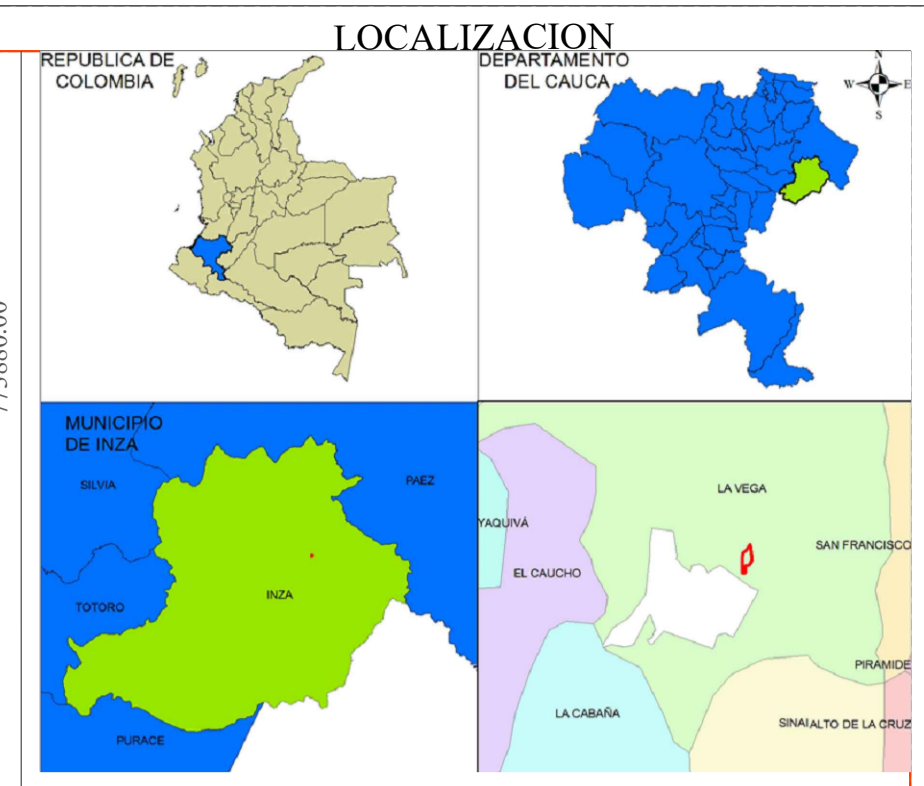 LOCALIZACION
REPUBLICA DE
COLOMBIA
DEPARTAMENTO
DEL CAUCA
N
W
E
S
MUNICIPIO
DE INZA
SILVIA
PAEZ
TOTORO
INZA
PURACE
LA VEGA
YAQUIVÁ
EL CAUCHO
SAN FRANCISCO
PIRAMIDE
LA CABAÑA
SINAI
ALTO DE LA CRUZ